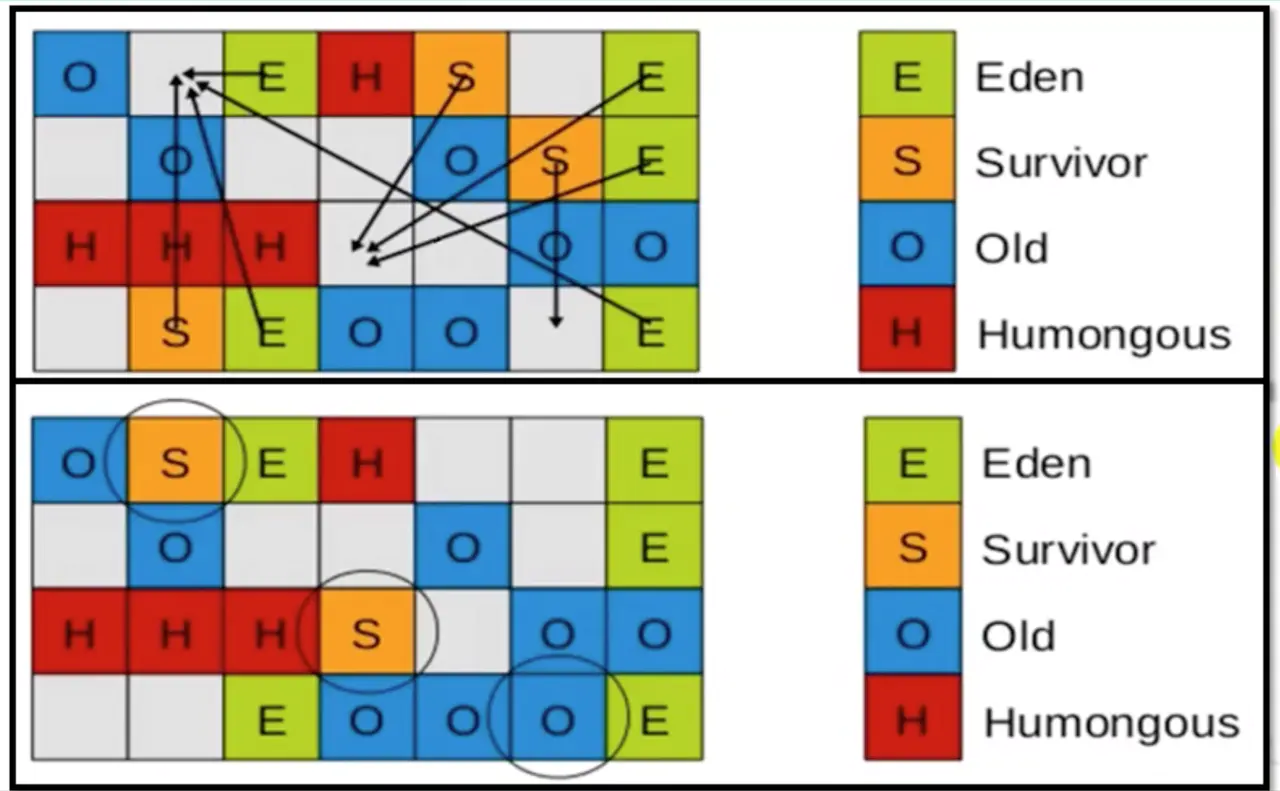 O E H S E E Eden
O O S E S Survivor
H H H O O O Old
S E O O E H Humongous
O S E H E E Eden
O O E S Survivor
H H H S O O O Old
E O O O E H Humongous